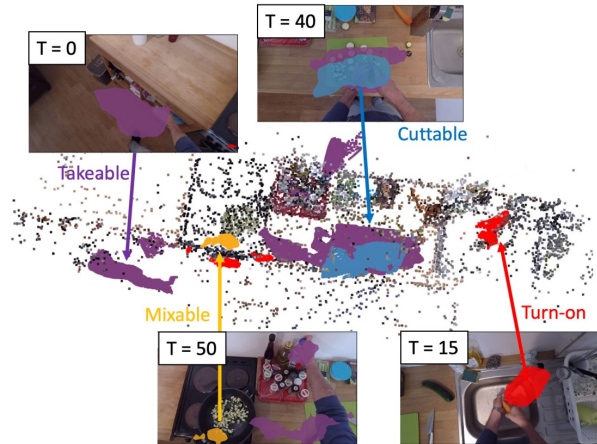 T = 0
T = 40
Cuttable
Takeable
Mixable
Turn-on
T = 50
T = 15